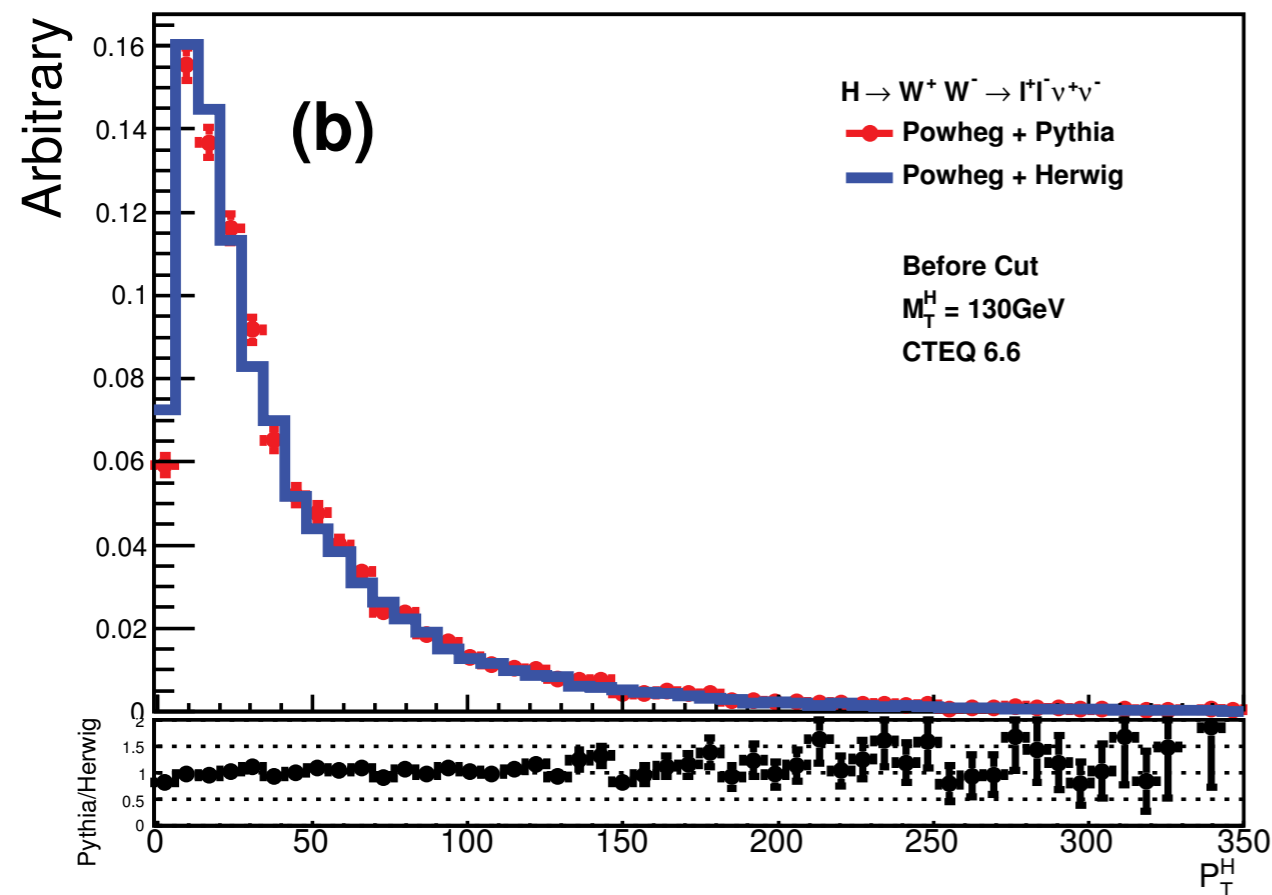 Arbitrary
0.16
0.14
0.12
0.1
0.08
0.06
0.04
0.02
0
(b)
H → W⁺ W⁻ → l⁺l⁻ν⁺ν⁻
Powheg + Pythia
Powheg + Herwig
Before Cut
M_T^H = 130GeV
CTEQ 6.6
Pythia/Herwig
2
1.5
1
0.5
0
0 50 100 150 200 250 300 350
P_T^H